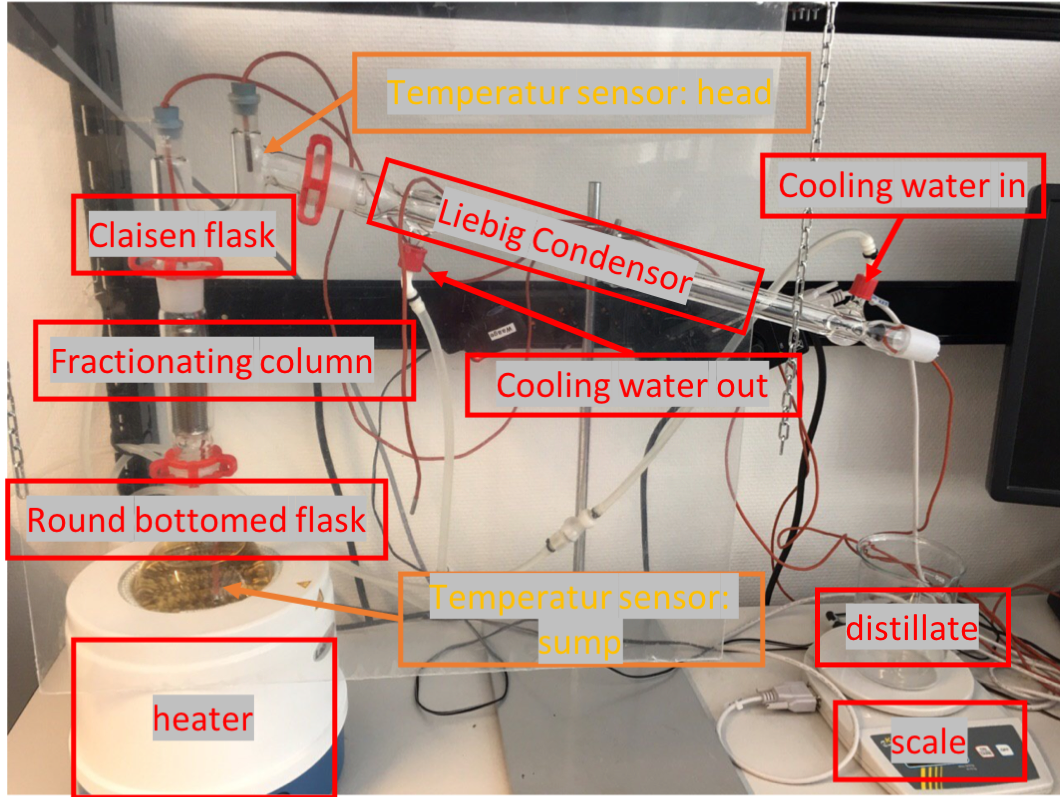 Temperatur sensor: head
Cooling water in
Claisen flask
Liebig Condensor
Fractionating column
Cooling water out
Round bottomed flask
Temperatur sensor:
sump
distillate
heater
scale